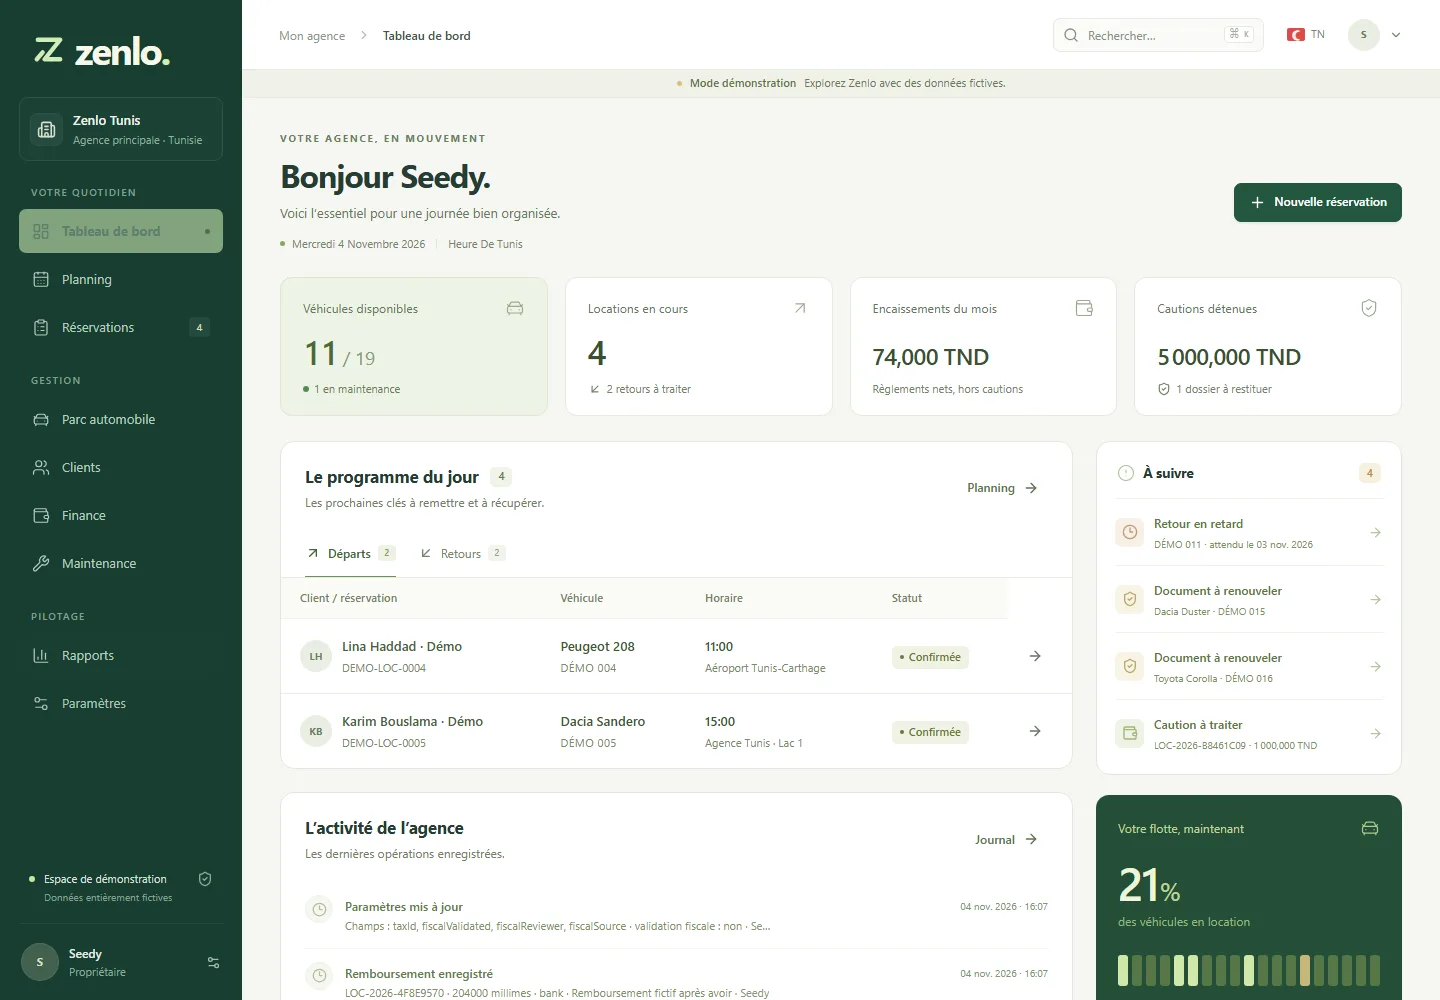 zenlo.
Zenlo Tunis
Agence principale · Tunisie
VOTRE QUOTIDIEN
Tableau de bord
Planning
Réservations 4
GESTION
Parc automobile
Clients
Finance
Maintenance
PILOTAGE
Rapports
Paramètres
Espace de démonstration
Données entièrement fictives
S
Seedy
Propriétaire
Mon agence > Tableau de bord
Rechercher... ⌘ K
TN
S
Mode démonstration Explorez Zenlo avec des données fictives.
VOTRE AGENCE, EN MOUVEMENT
Bonjour Seedy.
Voici l’essentiel pour une journée bien organisée.
Mercredi 4 Novembre 2026 | Heure De Tunis
+ Nouvelle réservation
Véhicules disponibles
11 / 19
1 en maintenance
Locations en cours
4
2 retours à traiter
Encaissements du mois
74,000 TND
Règlements nets, hors cautions
Cautions détenues
5 000,000 TND
1 dossier à restituer
Le programme du jour 4
Les prochaines clés à remettre et à récupérer.
Planning →
Départs 2
Retours 2
Client / réservation Véhicule Horaire Statut
LH Lina Haddad · Démo Peugeot 208 11:00 • Confirmée →
DEMO-LOC-0004 DÉMO 004 Aéroport Tunis-Carthage
KB Karim Bouslama · Démo Dacia Sandero 15:00 • Confirmée →
DEMO-LOC-0005 DÉMO 005 Agence Tunis · Lac 1
À suivre 4
Retour en retard
DÉMO 011 · attendu le 03 nov. 2026
Document à renouveler
Dacia Duster · DÉMO 015
Document à renouveler
Toyota Corolla · DÉMO 016
Caution à traiter
LOC-2026-B8461C09 · 1 000,000 TND
L’activité de l’agence
Les dernières opérations enregistrées.
Journal →
Paramètres mis à jour 04 nov. 2026 · 16:07
Champs : taxId, fiscalValidated, fiscalReviewer, fiscalSource · validation fiscale : non · Se...
Remboursement enregistré 04 nov. 2026 · 16:07
LOC-2026-4F8E9570 · 204000 millimes · bank · Remboursement fictif après avoir · Seedy
Votre flotte, maintenant
21%
des véhicules en location